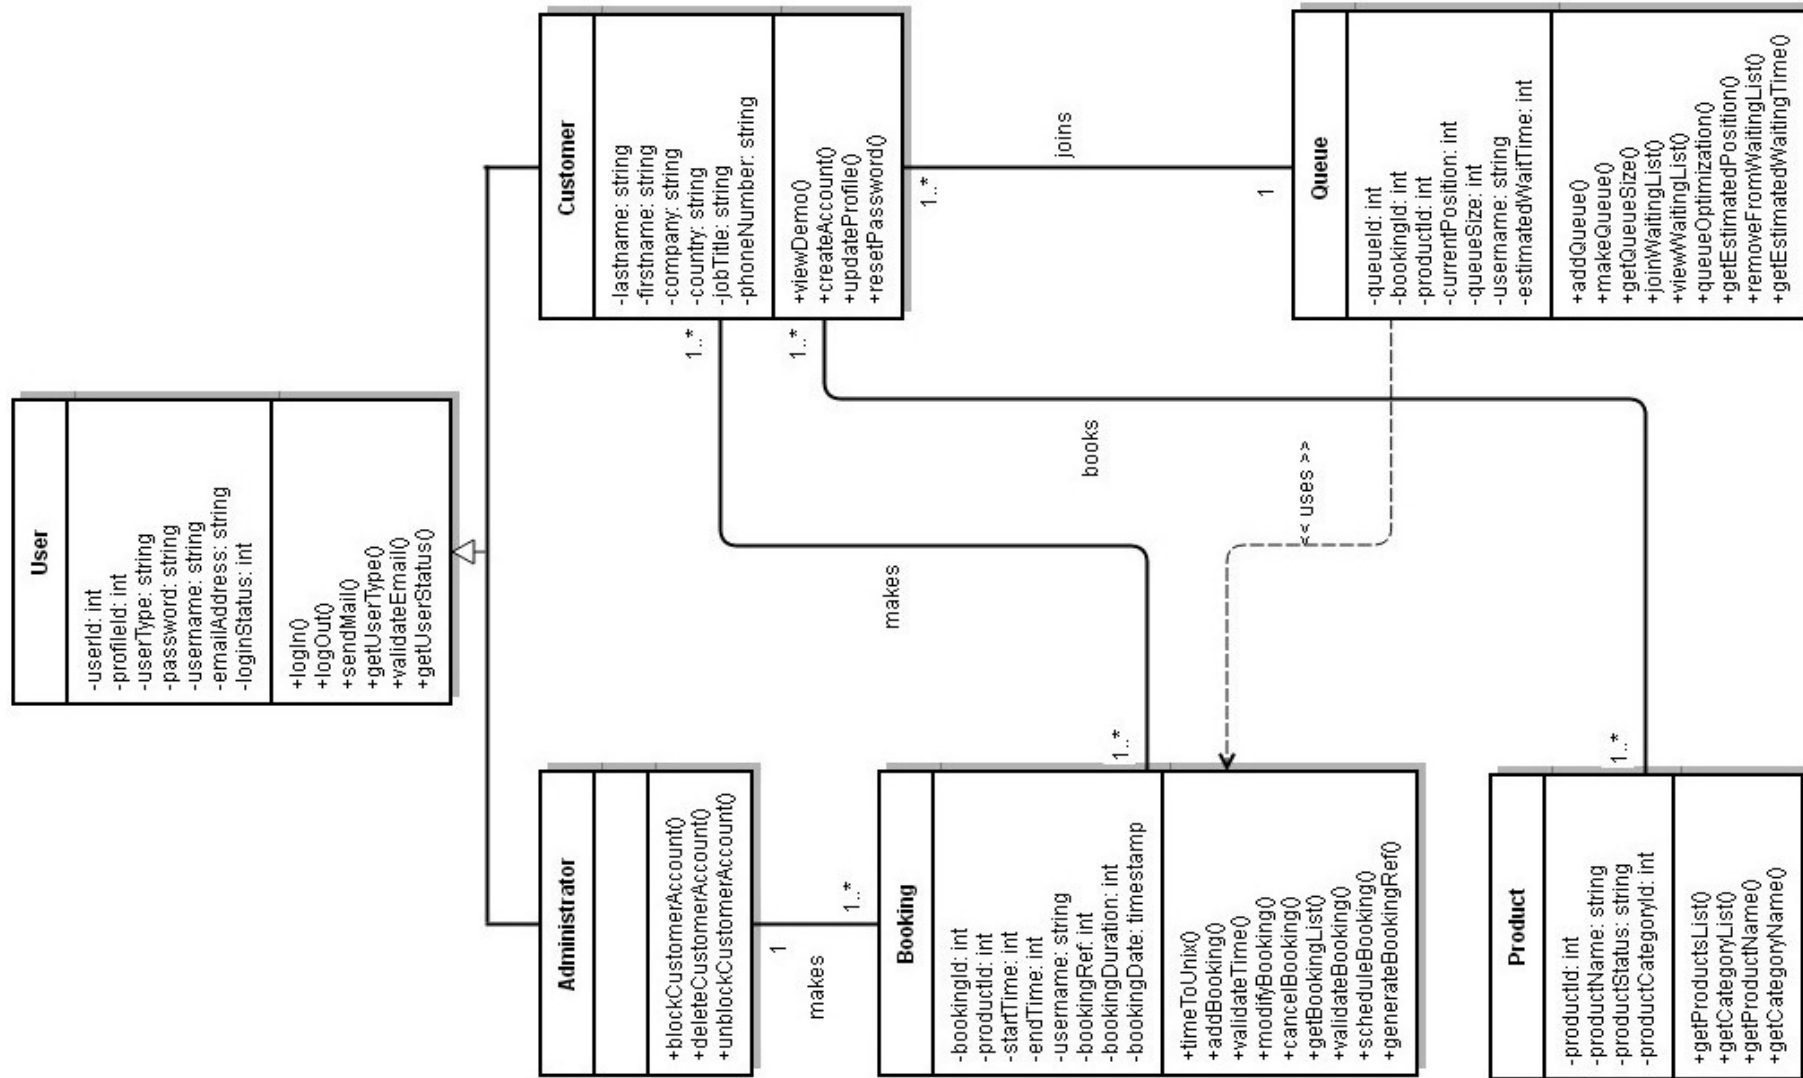 User
-userId: int
-profileId: int
-userType: string
-password: string
-username: string
-emailAddress: string
-loginStatus: int
+logIn()
+logOut()
+sendMail()
+getUserType()
+validateEmail()
+getUserStatus()
Administrator
+blockCustomerAccount()
+deleteCustomerAccount()
+unblockCustomerAccount()
Customer
-lastname: string
-firstname: string
-company: string
-country: string
-jobTitle: string
-phoneNumber: string
+viewDemo()
+createAccount()
+updateProfile()
+resetPassword()
1
makes
1..*
1..*
makes
1..*
1..*
books
1..*
1..*
joins
1
<< uses >>
Booking
-bookingId: int
-productId: int
-startTime: int
-endTime: int
-username: string
-bookingRef: int
-bookingDuration: int
-bookingDate: timestamp
+timeToUnix()
+addBooking()
+validateTime()
+modifyBooking()
+cancelBooking()
+getBookingList()
+validateBooking()
+scheduleBooking()
+generateBookingRef()
Queue
-queueId: int
-bookingId: int
-productId: int
-currentPosition: int
-queueSize: int
-username: string
-estimatedWaitTime: int
+addQueue()
+makeQueue()
+getQueueSize()
+joinWaitingList()
+viewWaitingList()
+queueOptimization()
+getEstimatedPosition()
+removeFromWaitingList()
+getEstimatedWaitingTime()
Product
-productId: int
-productName: string
-productStatus: string
-productCategoryId: int
+getProductsList()
+getCategoryList()
+getProductName()
+getCategoryName()